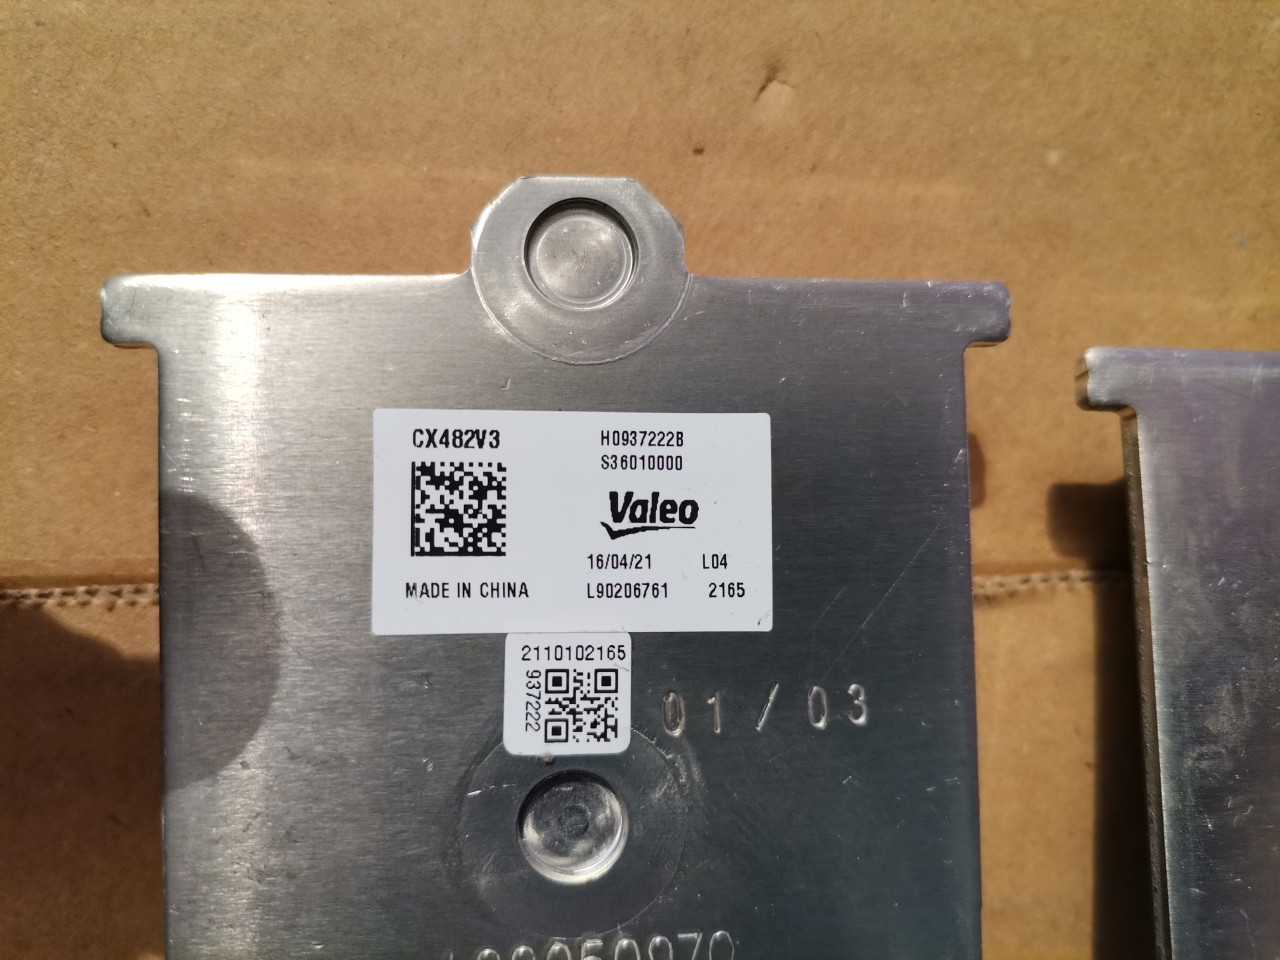 CX482V3
H0937222B
S36010000
Valeo
16/04/21 L04
MADE IN CHINA L90206761 2165
2110102165
937222
01/03